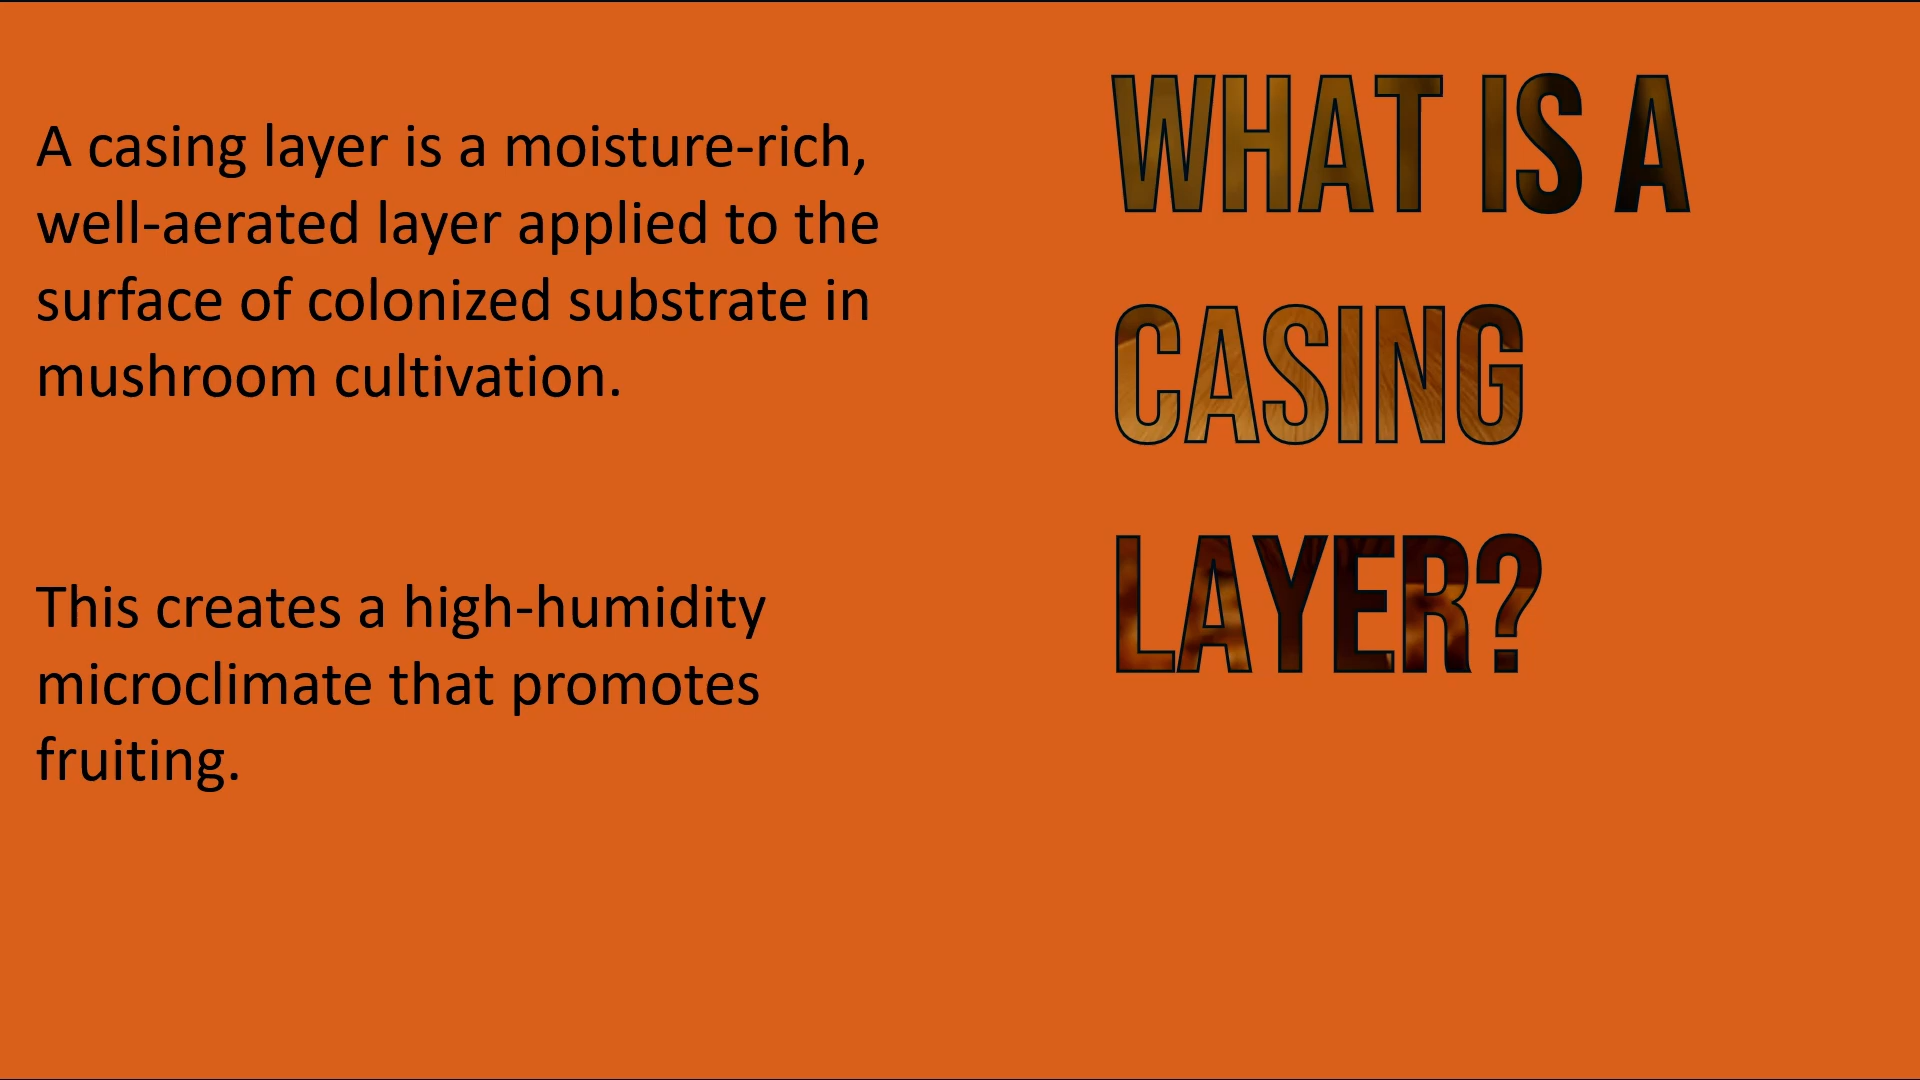 WHAT IS A
CASING
LAYER?
A casing layer is a moisture-rich,
well-aerated layer applied to the
surface of colonized substrate in
mushroom cultivation.
This creates a high-humidity
microclimate that promotes
fruiting.